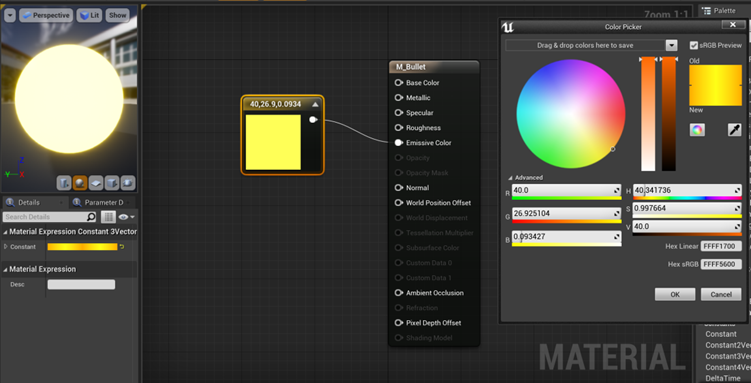 Perspective
Lit
Show
Zoom 1:1
Palette
Color Picker
Drag & drop colors here to save
sRGB Preview
Old
New
M_Bullet
Base Color
Metallic
Specular
Roughness
Emissive Color
Opacity
Opacity Mask
Normal
World Position Offset
World Displacement
Tessellation Multiplier
Subsurface Color
Custom Data 0
Custom Data 1
Ambient Occlusion
Refraction
Pixel Depth Offset
Shading Model
40,26.9,0.0934
Z
Y
X
Details
Parameter D
Search Details
Material Expression Constant 3Vector
Constant
Material Expression
Desc
Advanced
R 40.0
H 40.341736
G 26.925104
S 0.997664
B 0.093427
V 40.0
Hex Linear FFFF1700
Hex sRGB FFFF5600
OK
Cancel
MATERIAL
Constant
Constant2Ve
Constant3Ve
Constant4Ve
DeltaTime